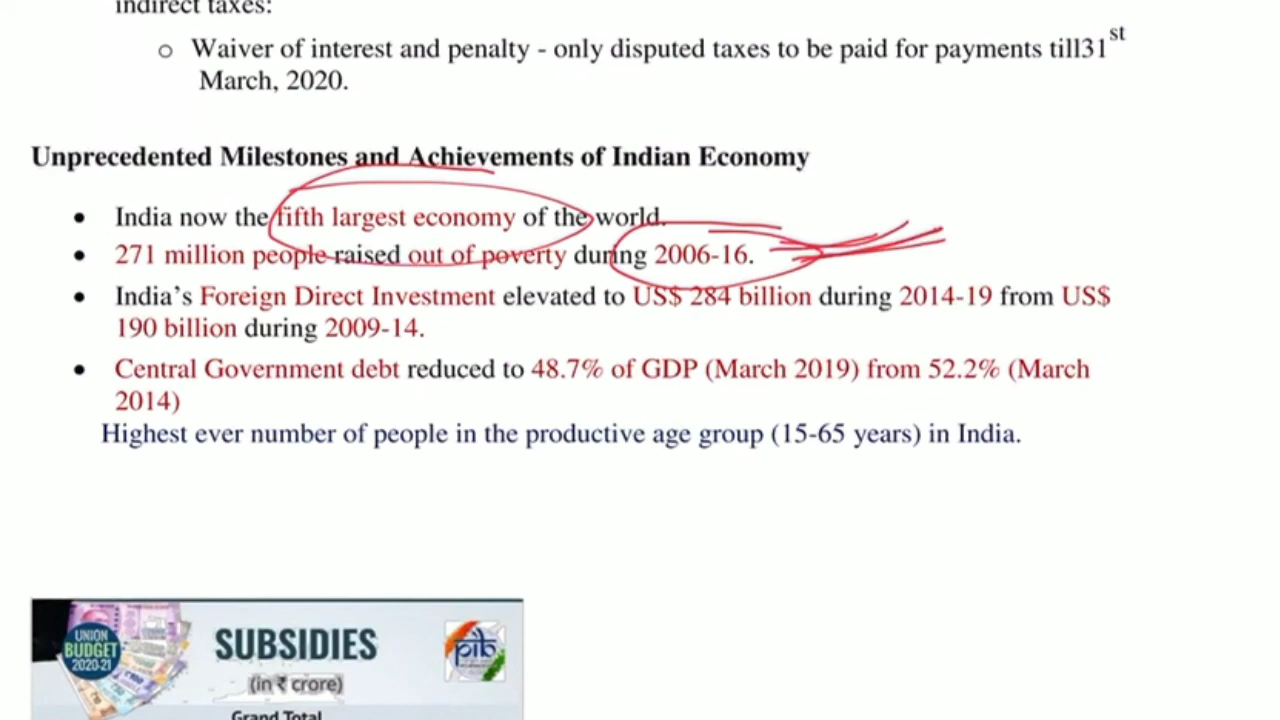 indirect taxes:
o Waiver of interest and penalty - only disputed taxes to be paid for payments till31st
March, 2020.
Unprecedented Milestones and Achievements of Indian Economy
• India now the fifth largest economy of the world.
• 271 million people raised out of poverty during 2006-16.
• India's Foreign Direct Investment elevated to US$ 284 billion during 2014-19 from US$
190 billion during 2009-14.
• Central Government debt reduced to 48.7% of GDP (March 2019) from 52.2% (March
2014)
Highest ever number of people in the productive age group (15-65 years) in India.
UNION
BUDGET
2020-21
SUBSIDIES
(in ₹ crore)
pib
Grand Total